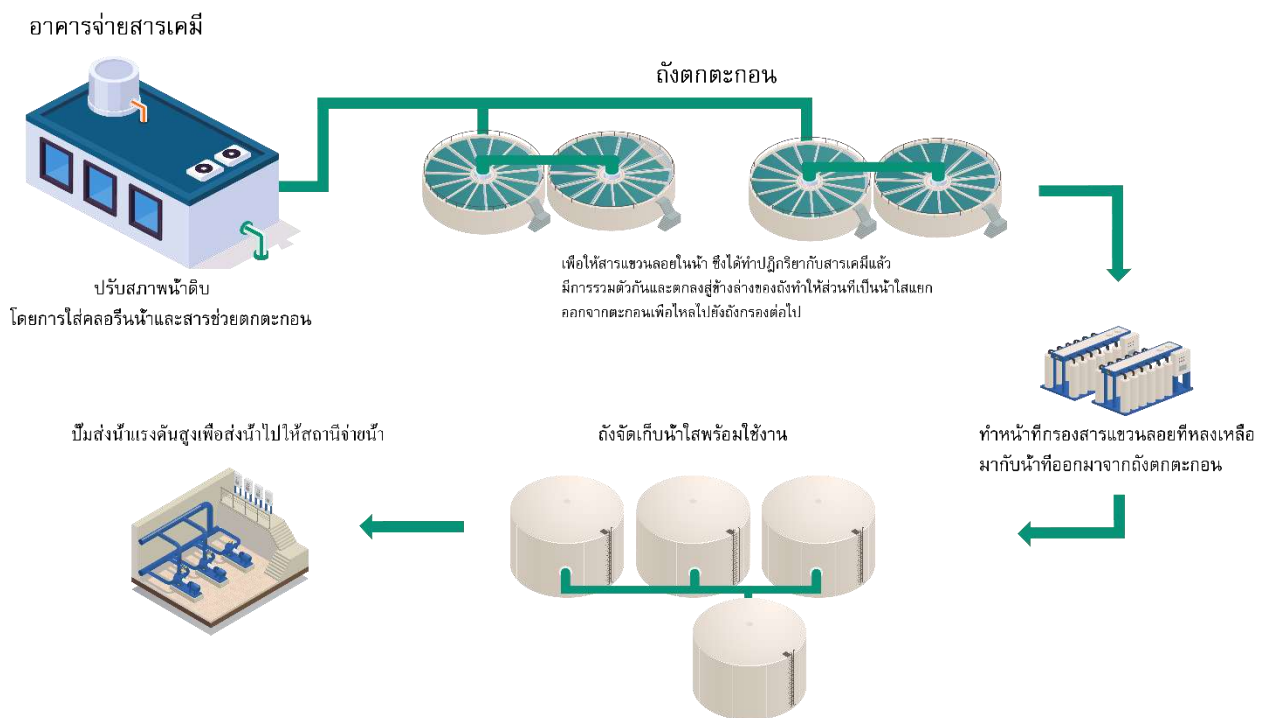 อาคารจ่ายสารเคมี
ถังตกตะกอน
เพื่อให้สารแขวนลอยในน้ำ ซึ่งได้ทำปฏิกริยากับสารเคมีแล้ว
มีการรวมตัวกันและตกลงสู่ข้างล่างของถังทำให้ส่วนที่เป็นน้ำใสแยก
ออกจากตะกอนเพื่อไหลไปยังถังกรองต่อไป
ปรับสภาพน้ำดิบ
โดยการใส่คลอรีนน้ำและสารช่วยตกตะกอน
ปั๊มส่งน้ำแรงดันสูงเพื่อส่งน้ำไปให้สถานีจ่ายน้ำ
ถังจัดเก็บน้ำใสพร้อมใช้งาน
ทำหน้าที่กรองสารแขวนลอยที่หลงเหลือ
มากับน้ำที่ออกมาจากถังตกตะกอน